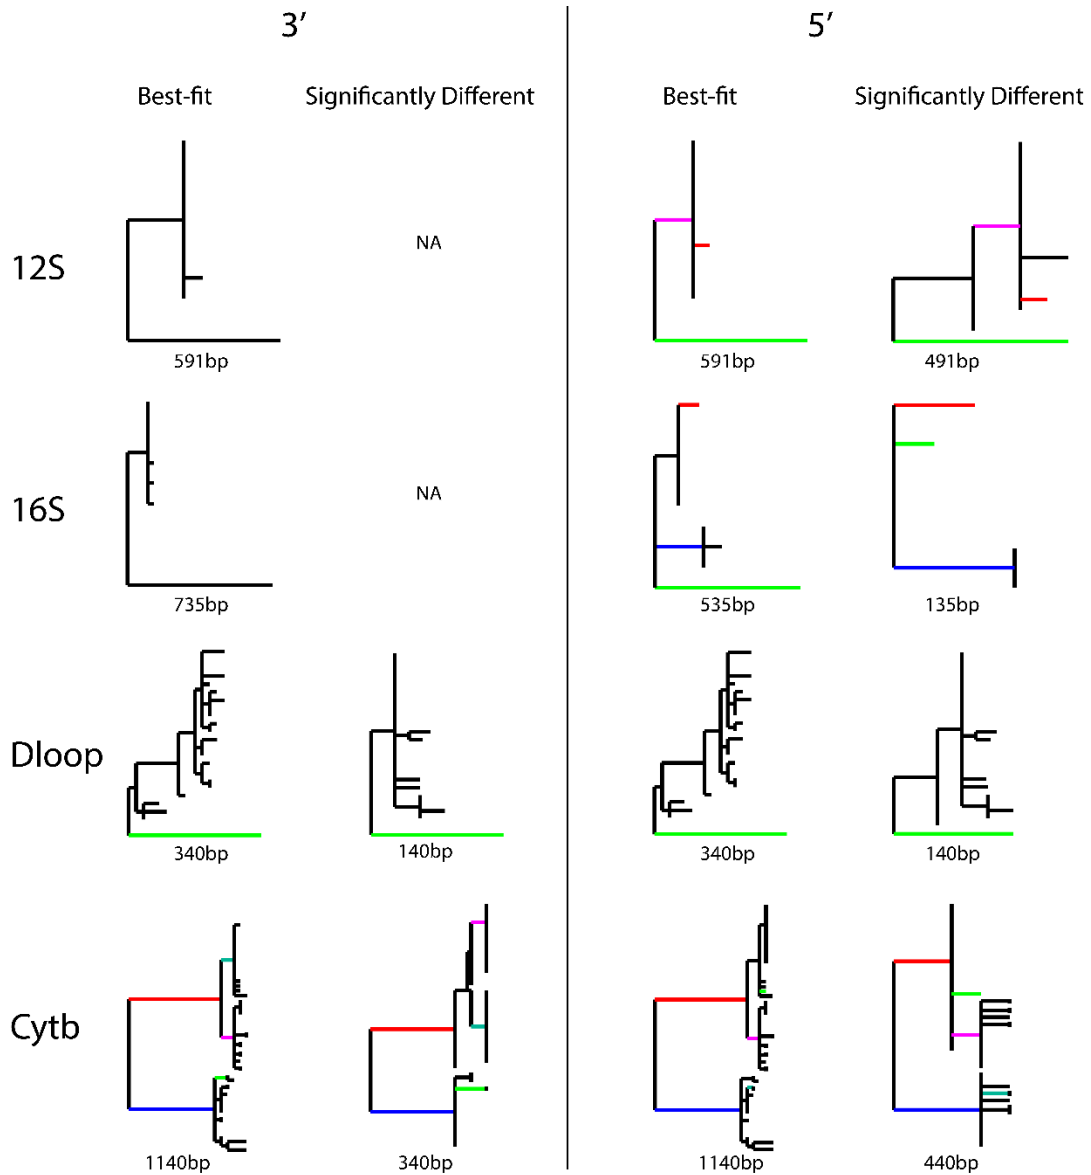 3′ 5′
Best-fit Significantly Different Best-fit Significantly Different
12S NA
591bp 591bp 491bp
16S NA
735bp 535bp 135bp
Dloop
340bp 140bp 340bp 140bp
Cytb
1140bp 340bp 1140bp 440bp